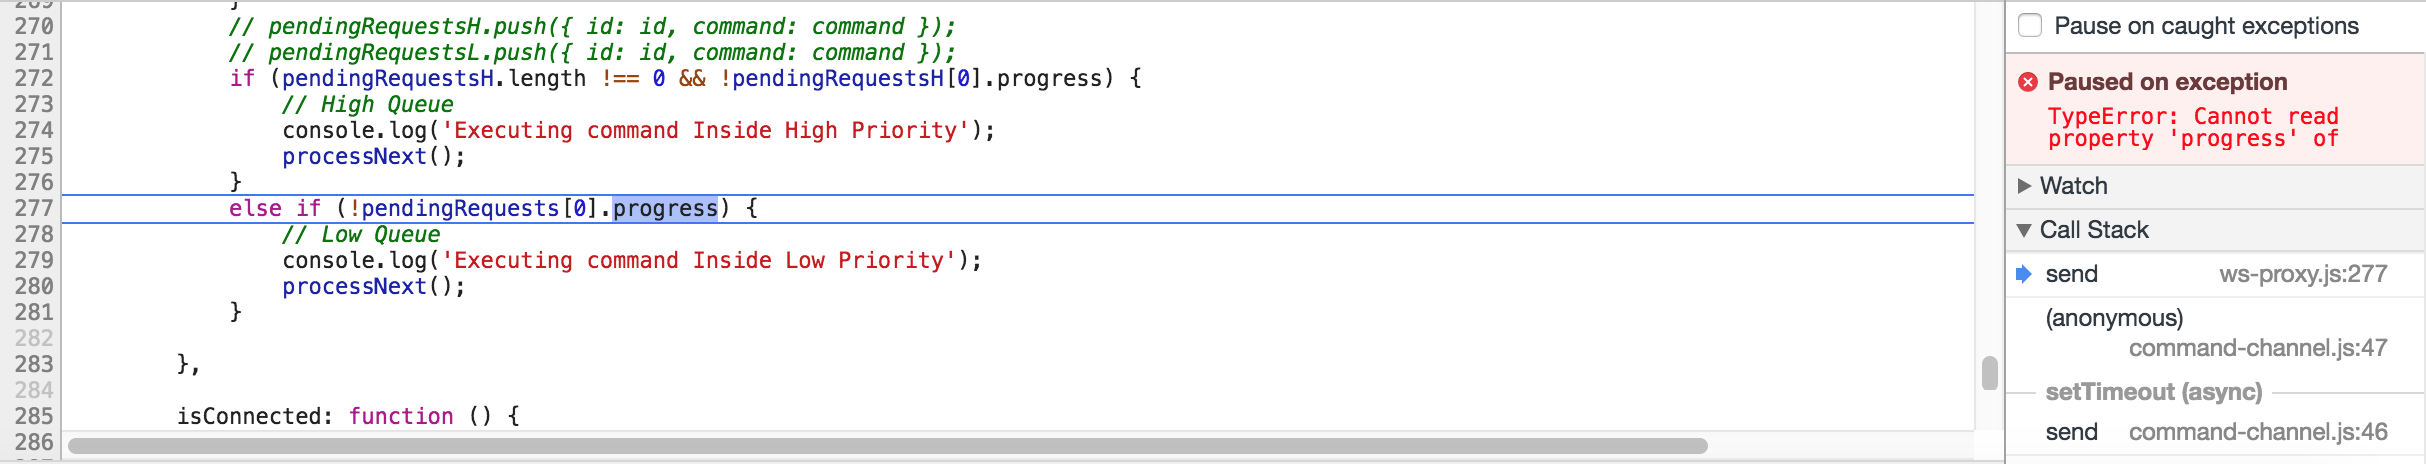 269 }
270 // pendingRequestsH.push({ id: id, command: command });
271 // pendingRequestsL.push({ id: id, command: command });
272 if (pendingRequestsH.length !== 0 && !pendingRequestsH[0].progress) {
273 // High Queue
274 console.log('Executing command Inside High Priority');
275 processNext();
276 }
277 else if (!pendingRequests[0].progress) {
278 // Low Queue
279 console.log('Executing command Inside Low Priority');
280 processNext();
281 }
282
283 },
284
285 isConnected: function () {
286
Pause on caught exceptions
Paused on exception
TypeError: Cannot read
property 'progress' of
Watch
Call Stack
send ws-proxy.js:277
(anonymous)
command-channel.js:47
setTimeout (async)
send command-channel.js:46